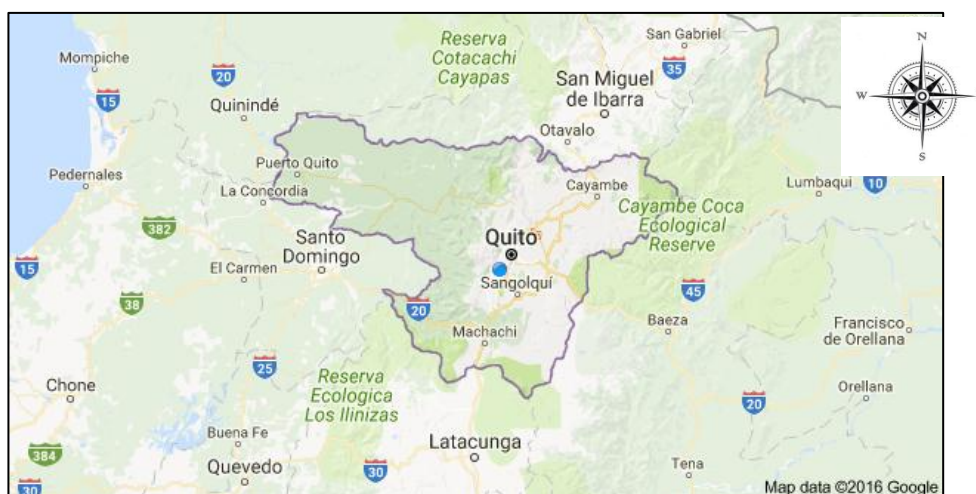 Mompiche
15
20
Quinindé
Reserva
Cotacachi
Cayapas
San Gabriel
35
San Miguel
de Ibarra
Otavalo
N
W
E
S
Pedernales
Puerto Quito
La Concordia
Cayambe
Lumbaqui
10
382
Cayambe Coca
Ecological
Reserve
Quito
Santo
Domingo
15
El Carmen
38
20
Sangolquí
45
Machachi
Baeza
Francisco
de Orellana
25
Chone
Reserva
Ecologica
Los Ilinizas
Orellana
20
Buena Fe
Latacunga
384
Quevedo
30
30
Tena
Map data ©2016 Google